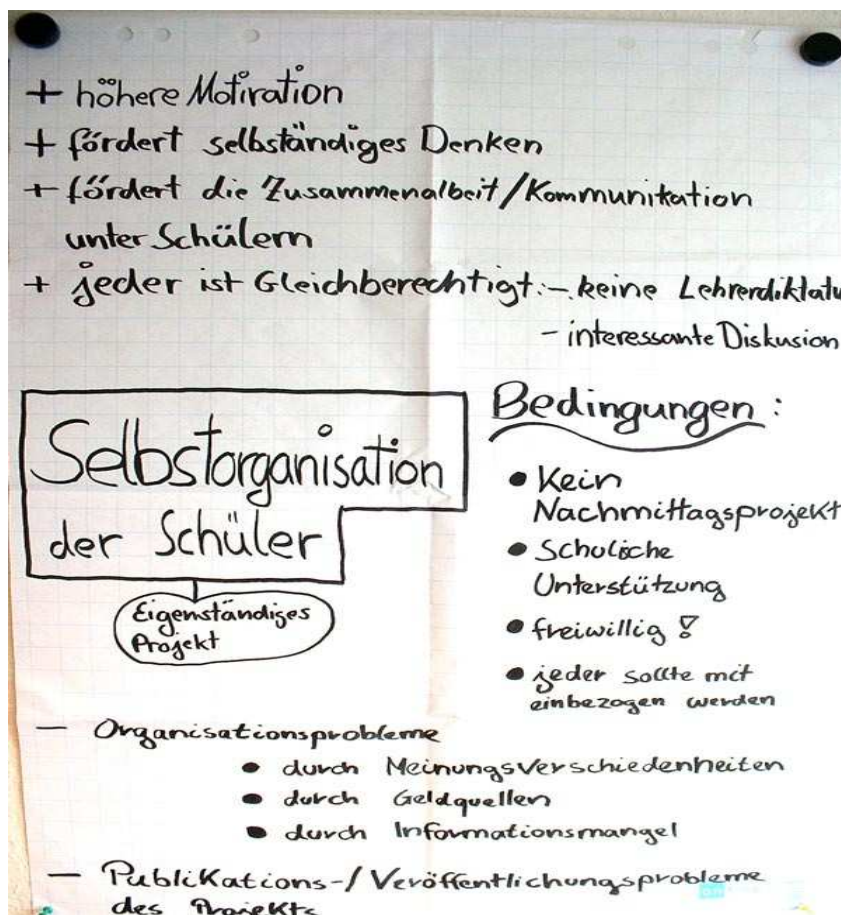 + höhere Motivation
+ fördert selbständiges Denken
+ fördert die Zusammenarbeit/Kommunikation
unter Schülern
+ jeder ist Gleichberechtigt: - keine Lehrerdiktatu
- interessante Diskusion
Selbstorganisation
der Schüler
Eigenständiges
Projekt
Bedingungen:
• Kein
Nachmittagsprojekt
• Schulische
Unterstützung
• freiwillig!
• jeder sollte mit
einbezogen werden
- Organisationsprobleme
• durch Meinungsverschiedenheiten
• durch Geldquellen
• durch Informationsmangel
- Publikations-/Veröffentlichungsprobleme
des Projekts